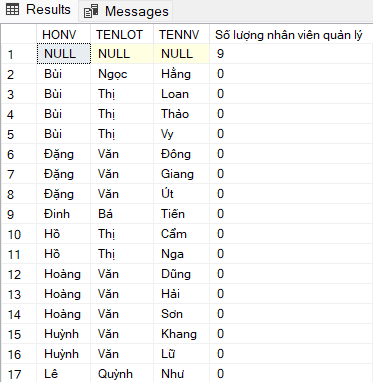 Results Messages
HONV TENLOT TENNV Số lượng nhân viên quản lý
1 NULL NULL NULL 9
2 Bùi Ngọc Hằng 0
3 Bùi Thị Loan 0
4 Bùi Thị Thảo 0
5 Bùi Thị Vy 0
6 Đặng Văn Đông 0
7 Đặng Văn Giang 0
8 Đặng Văn Út 0
9 Đinh Bá Tiến 0
10 Hồ Thị Cẩm 0
11 Hồ Thị Nga 0
12 Hoàng Văn Dũng 0
13 Hoàng Văn Hải 0
14 Hoàng Văn Sơn 0
15 Huỳnh Văn Khang 0
16 Huỳnh Văn Lữ 0
17 Lê Quỳnh Như 0